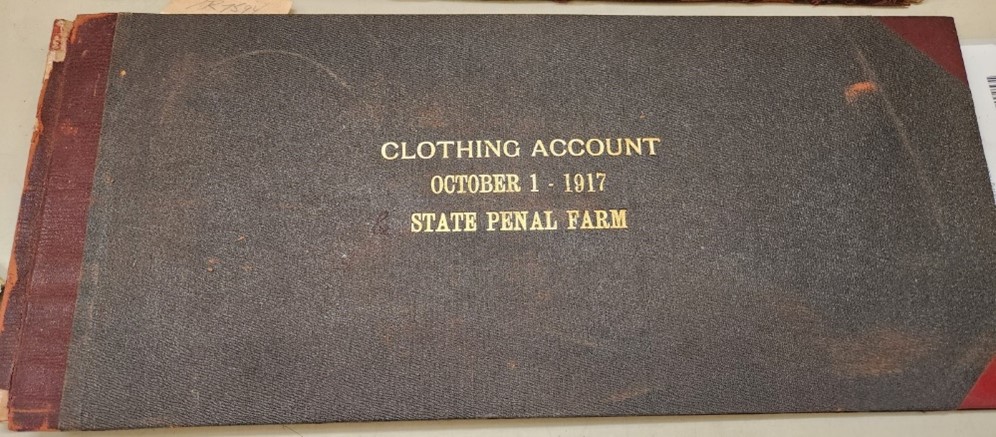 CLOTHING ACCOUNT
OCTOBER 1 - 1917
& STATE PENAL FARM